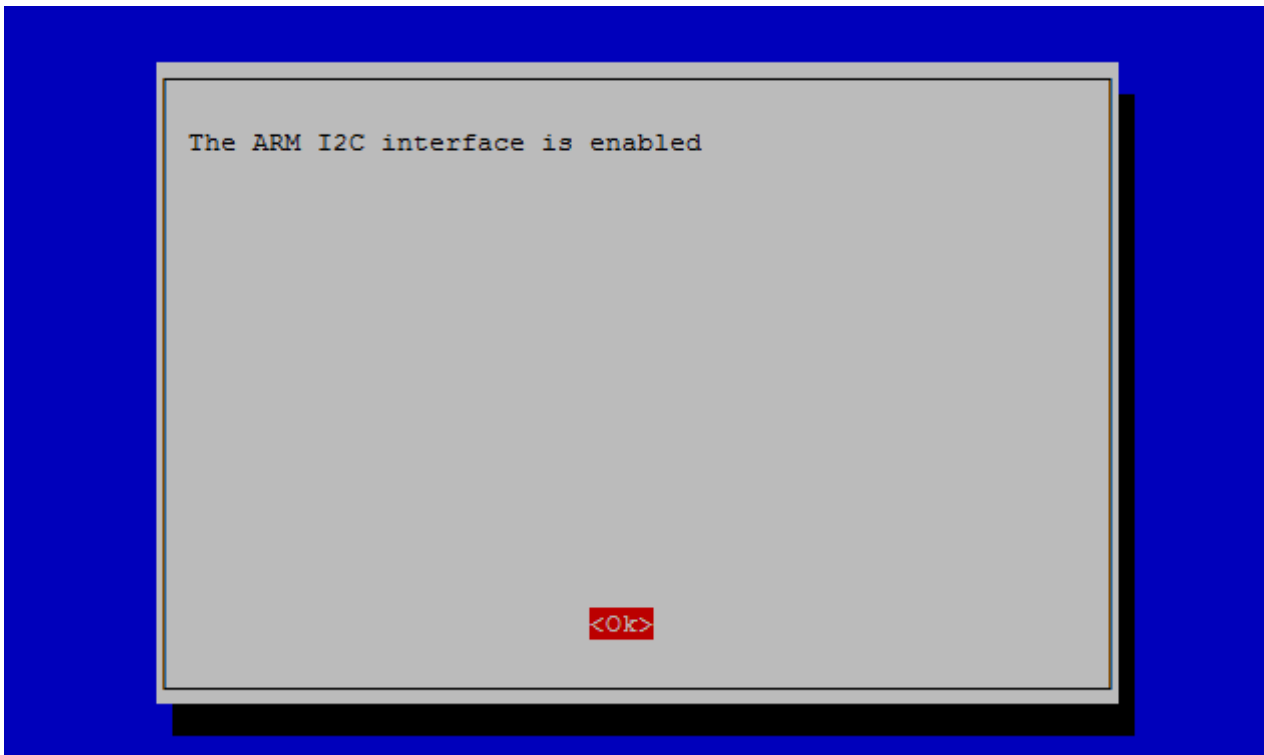 The ARM I2C interface is enabled
<Ok>